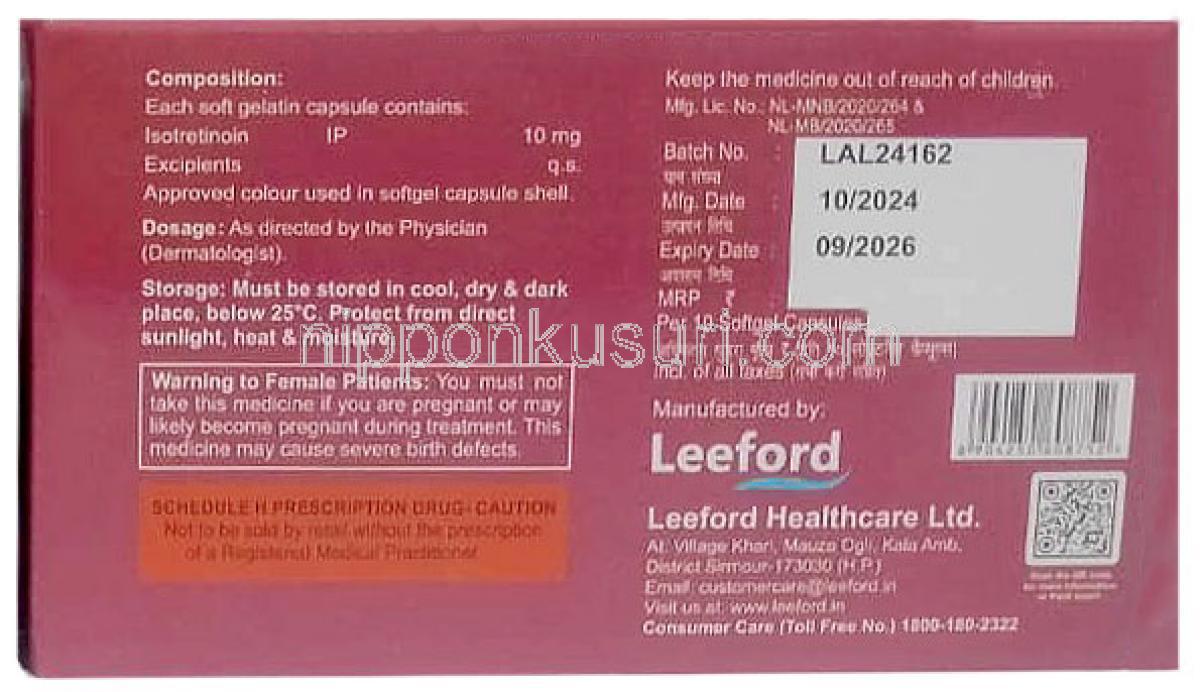 Composition:
Each soft gelatin capsule contains:
Isotretinoin IP 10 mg
Excipients q.s.
Approved colour used in softgel capsule shell.
Dosage: As directed by the Physician
(Dermatologist).
Storage: Must be stored in cool, dry & dark
place, below 25°C. Protect from direct
sunlight, heat & moisture.
Warning to Female Patients: You must not
take this medicine if you are pregnant or may
likely become pregnant during treatment. This
medicine may cause severe birth defects.
SCHEDULE H PRESCRIPTION DRUG- CAUTION
Not to be sold by retail without the prescription
of a Registered Medical Practitioner
Keep the medicine out of reach of children.
Mfg. Lic. No.: NL-MNB/2020/264 &
NL-MB/2020/265
Batch No. : LAL24162
Mfg. Date : 10/2024
Expiry Date : 09/2026
MRP ₹ :
Per 10 Softgel Capsules
Incl. of all taxes
Manufactured by:
Leeford
Leeford Healthcare Ltd.
At: Village Khari, Mauza Ogli, Kala Amb,
District Sirmour-173030 (H.P.)
Email: customercare@leeford.in
Visit us at: www.leeford.in
Consumer Care (Toll Free No.) 1800-180-2322
nipponkusuri.com